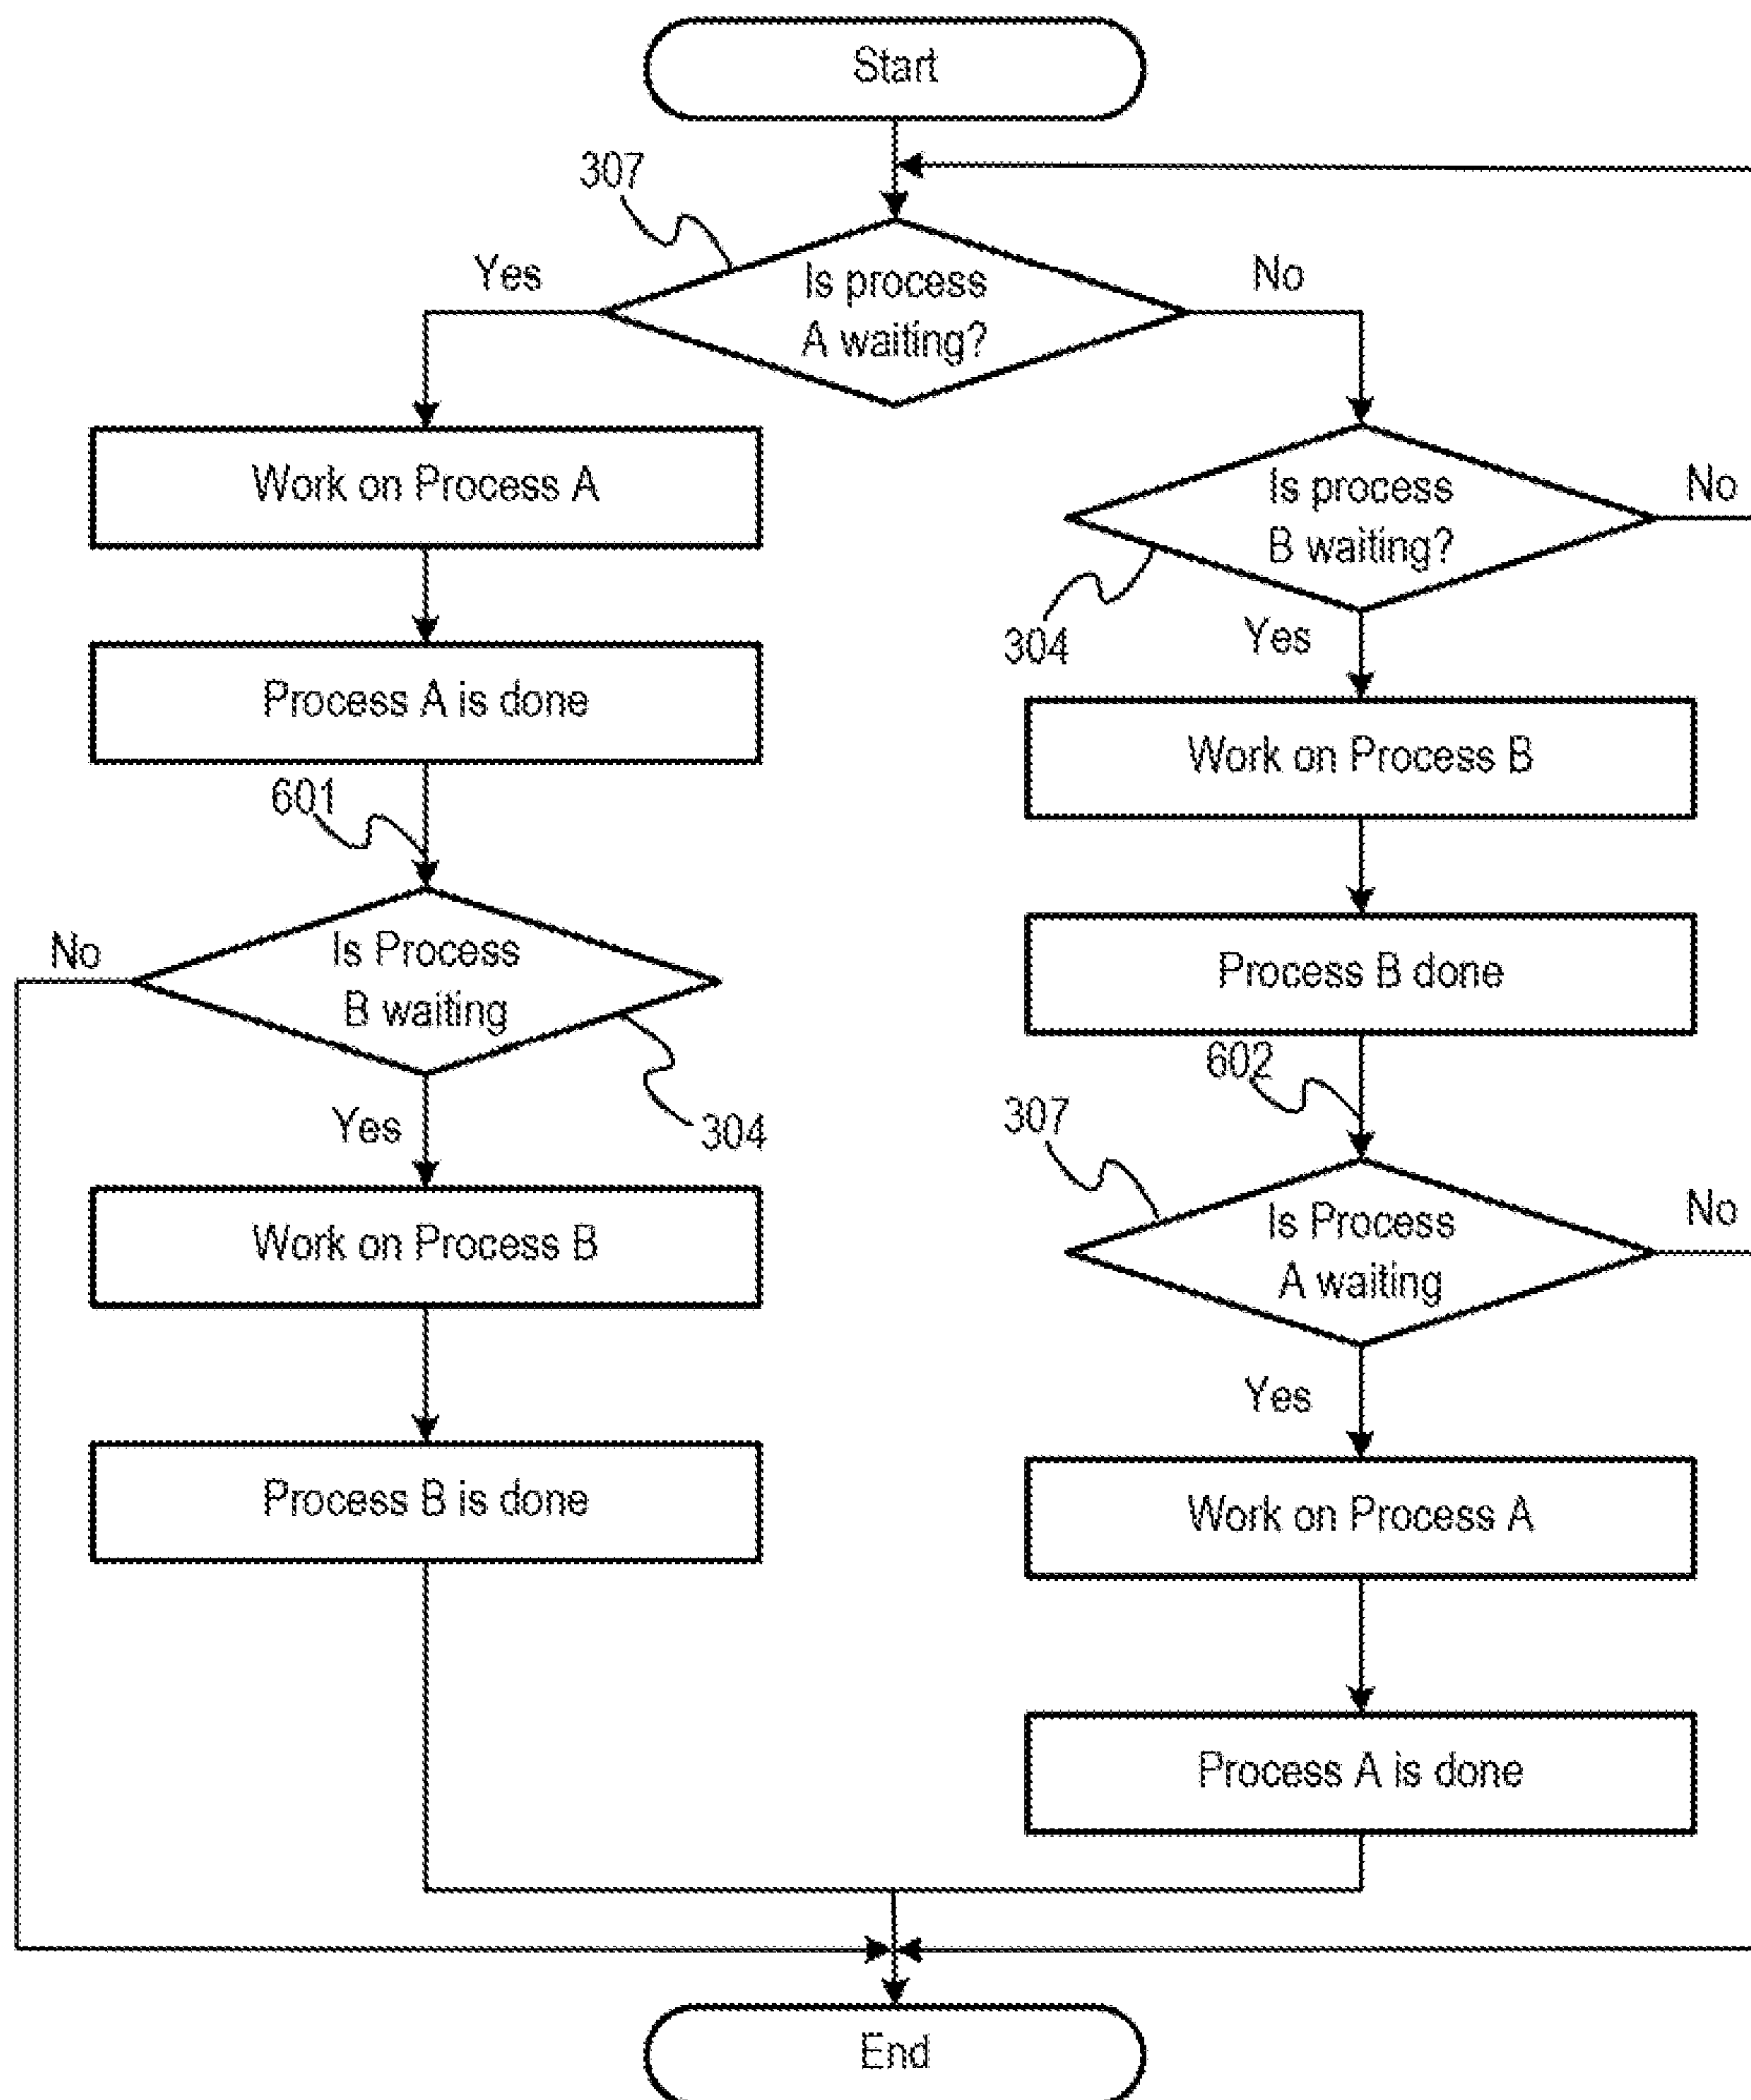 Start
307
Yes
Is process
A waiting?
No
Work on Process A
Is process
B waiting?
No
304
Yes
Process A is done
Work on Process B
601
Process B done
No
Is Process
B waiting
304
Yes
602
307
Is Process
A waiting
No
Work on Process B
Yes
Process B is done
Work on Process A
Process A is done
End